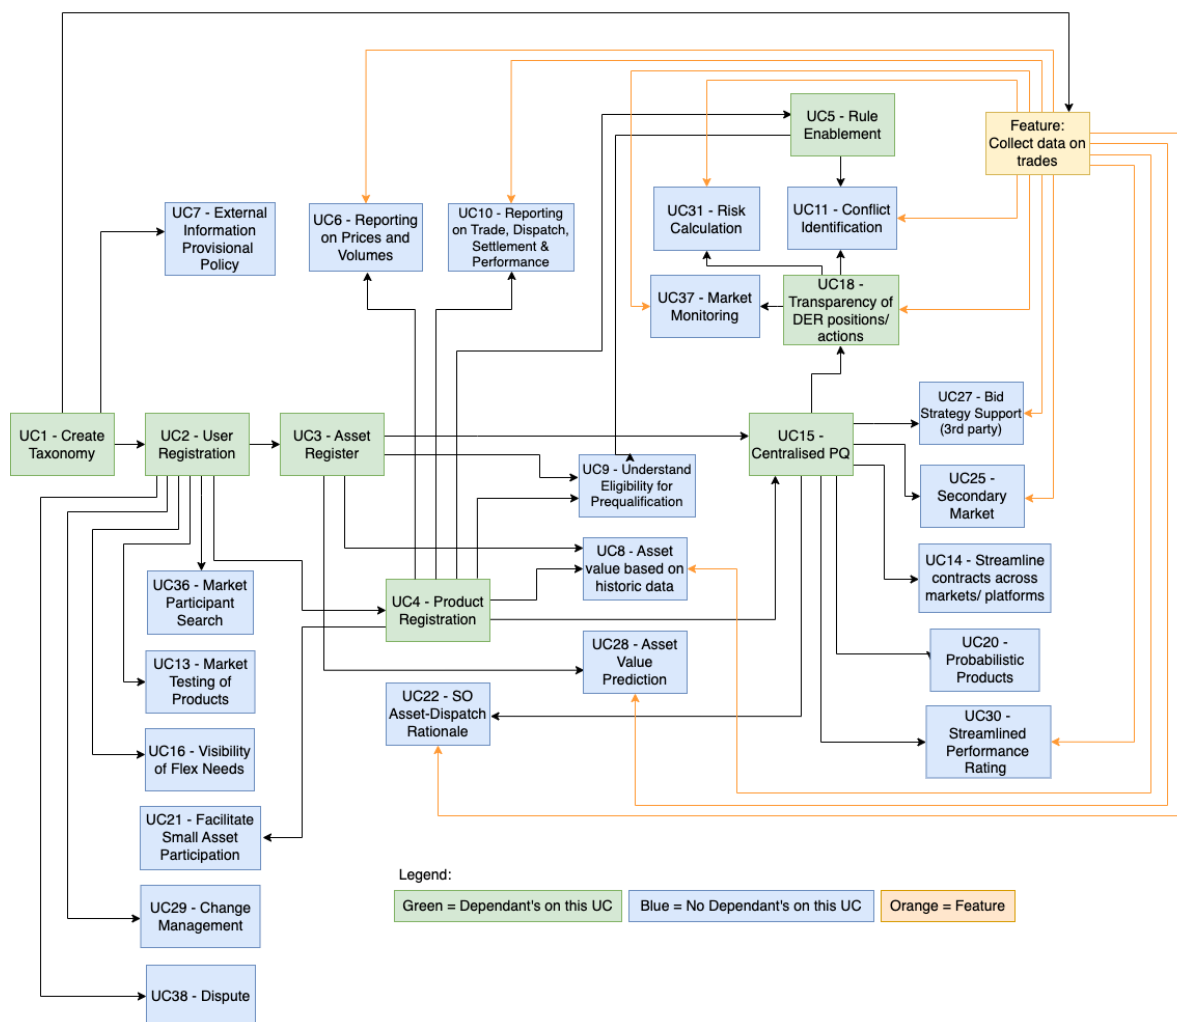 UC5 - Rule
Enablement
Feature:
Collect data on
trades
UC7 - External
Information
Provisional
Policy
UC6 - Reporting
on Prices and
Volumes
UC10 - Reporting
on Trade, Dispatch,
Settlement &
Performance
UC31 - Risk
Calculation
UC11 - Conflict
Identification
UC37 - Market
Monitoring
UC18 -
Transparency of
DER positions/
actions
UC1 - Create
Taxonomy
UC2 - User
Registration
UC3 - Asset
Register
UC15 -
Centralised PQ
UC27 - Bid
Strategy Support
(3rd party)
UC9 - Understand
Eligibility for
Prequalification
UC25 -
Secondary
Market
UC8 - Asset
value based on
historic data
UC14 - Streamline
contracts across
markets/ platforms
UC36 - Market
Participant
Search
UC4 - Product
Registration
UC28 - Asset
Value
Prediction
UC20 -
Probabilistic
Products
UC13 - Market
Testing of
Products
UC22 - SO
Asset-Dispatch
Rationale
UC30 -
Streamlined
Performance
Rating
UC16 - Visibility
of Flex Needs
UC21 - Facilitate
Small Asset
Participation
UC29 - Change
Management
UC38 - Dispute
Legend:
Green = Dependant's on this UC
Blue = No Dependant's on this UC
Orange = Feature